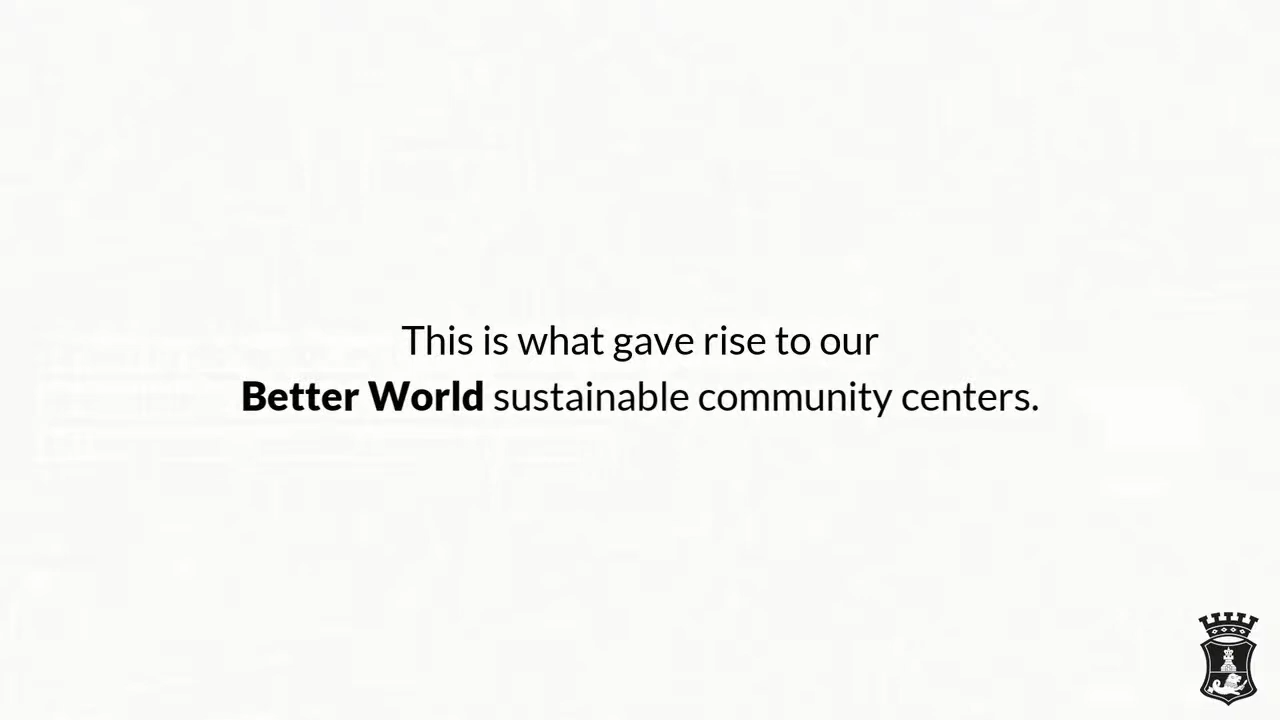 This is what gave rise to our
Better World sustainable community centers.